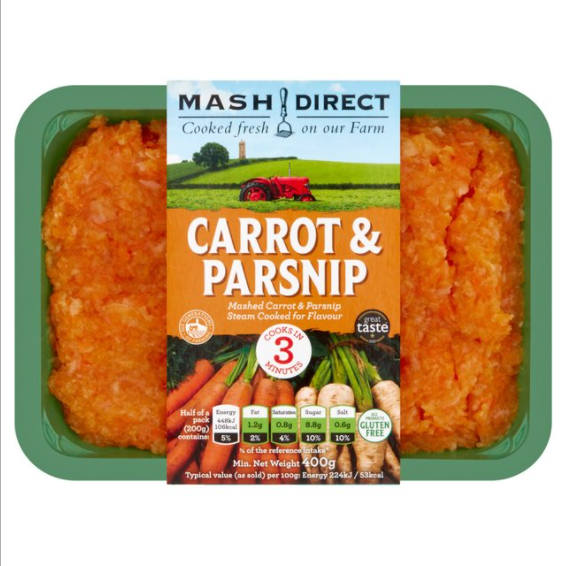 MASH DIRECT
Cooked fresh on our Farm
CARROT &
PARSNIP
Mashed Carrot & Parsnip
Steam Cooked for Flavour
great
taste
COOKS IN
3
MINUTES
Half of a
pack
(200g)
contains:
Energy
448kJ
106kcal
5%
Fat
1.2g
2%
Saturates
0.8g
4%
Sugar
8.8g
10%
Salt
0.6g
10%
ALL
PRODUCTS
GLUTEN
FREE
% of the reference intake*
Min. Net Weight 400g
Typical value (as sold) per 100g: Energy 224kJ / 53kcal